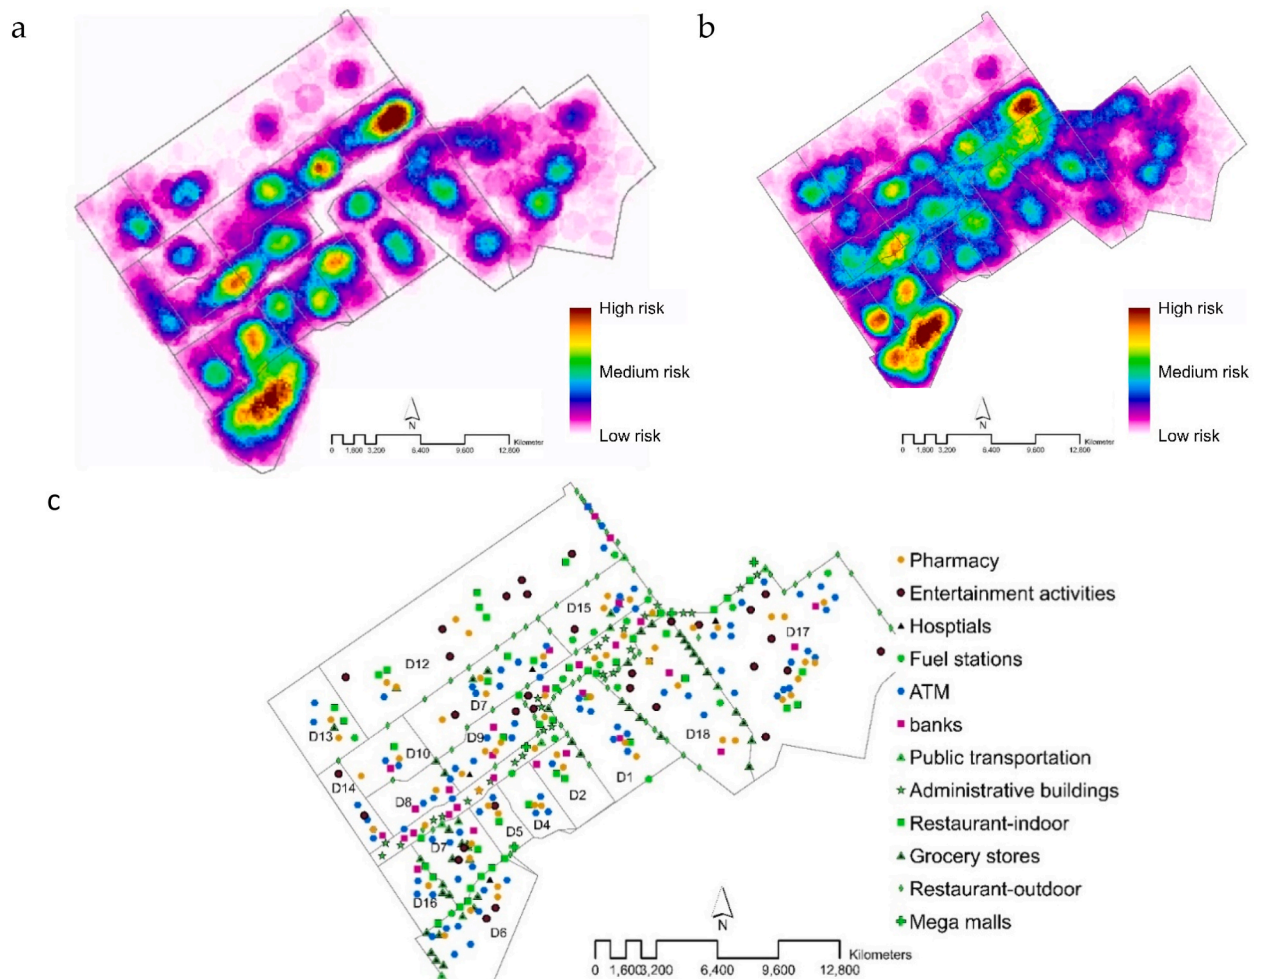 a
b
High risk
Medium risk
Low risk
N
Kilometer
0 1,600 3,200 6,400 9,600 12,800
High risk
Medium risk
Low risk
N
Kilometer
0 1,600 3,200 6,400 9,600 12,800
c
Pharmacy
Entertainment activities
Hosptials
Fuel stations
ATM
banks
Public transportation
Administrative buildings
Restaurant-indoor
Grocery stores
Restaurant-outdoor
Mega malls
D15
D17
D12
D7
D13
D9
D18
D10
D14
D1
D8
D2
D4
D5
D7
D16
D6
N
Kilometers
0 1,6003,200 6,400 9,600 12,800